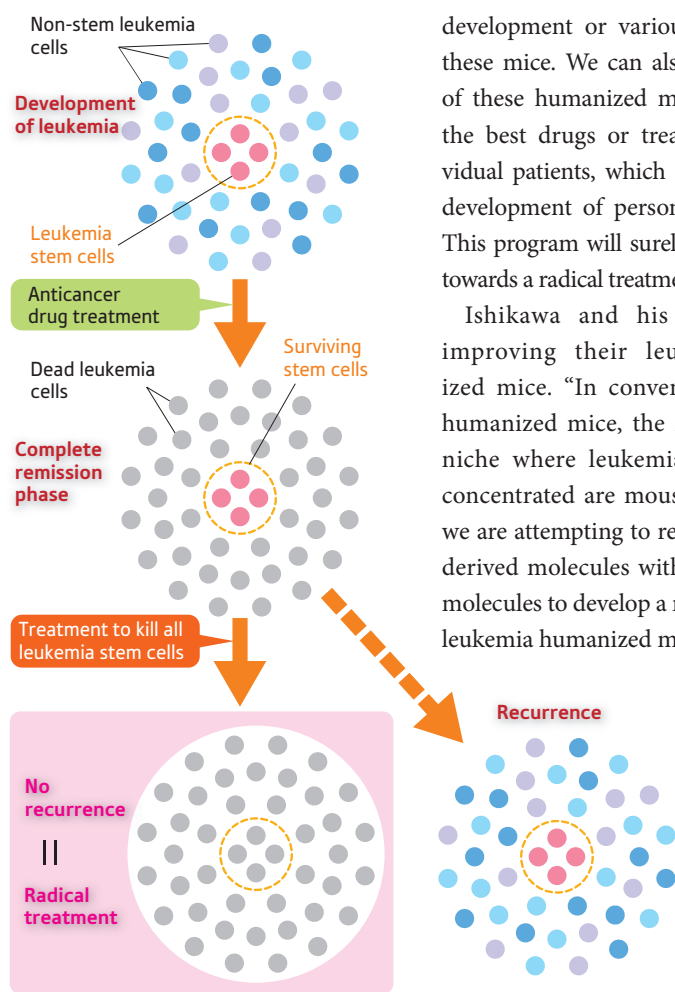 Non-stem leukemia
cells
Development
of leukemia
Leukemia
stem cells
Anticancer
drug treatment
Dead leukemia
cells
Surviving
stem cells
Complete
remission
phase
Treatment to kill all
leukemia stem cells
No
recurrence
=
Radical
treatment
Recurrence
development or variou
these mice. We can als
of these humanized m
the best drugs or trea
vidual patients, which
development of person
This program will surel
towards a radical treatme
Ishikawa and his
improving their leu
ized mice. “In conven
humanized mice, the
niche where leukemia
concentrated are mous
we are attempting to re
derived molecules with
molecules to develop a r
leukemia humanized m